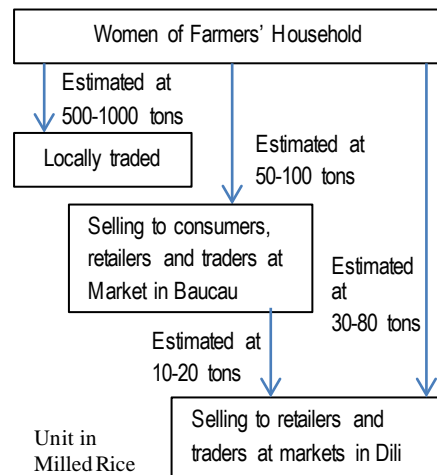 Women of Farmers' Household
Estimated at
500-1000 tons
Locally traded
Estimated at
50-100 tons
Selling to consumers,
retailers and traders at
Market in Baucau
Estimated
at
30-80 tons
Estimated at
10-20 tons
Selling to retailers and
traders at markets in Dili
Unit in
Milled Rice